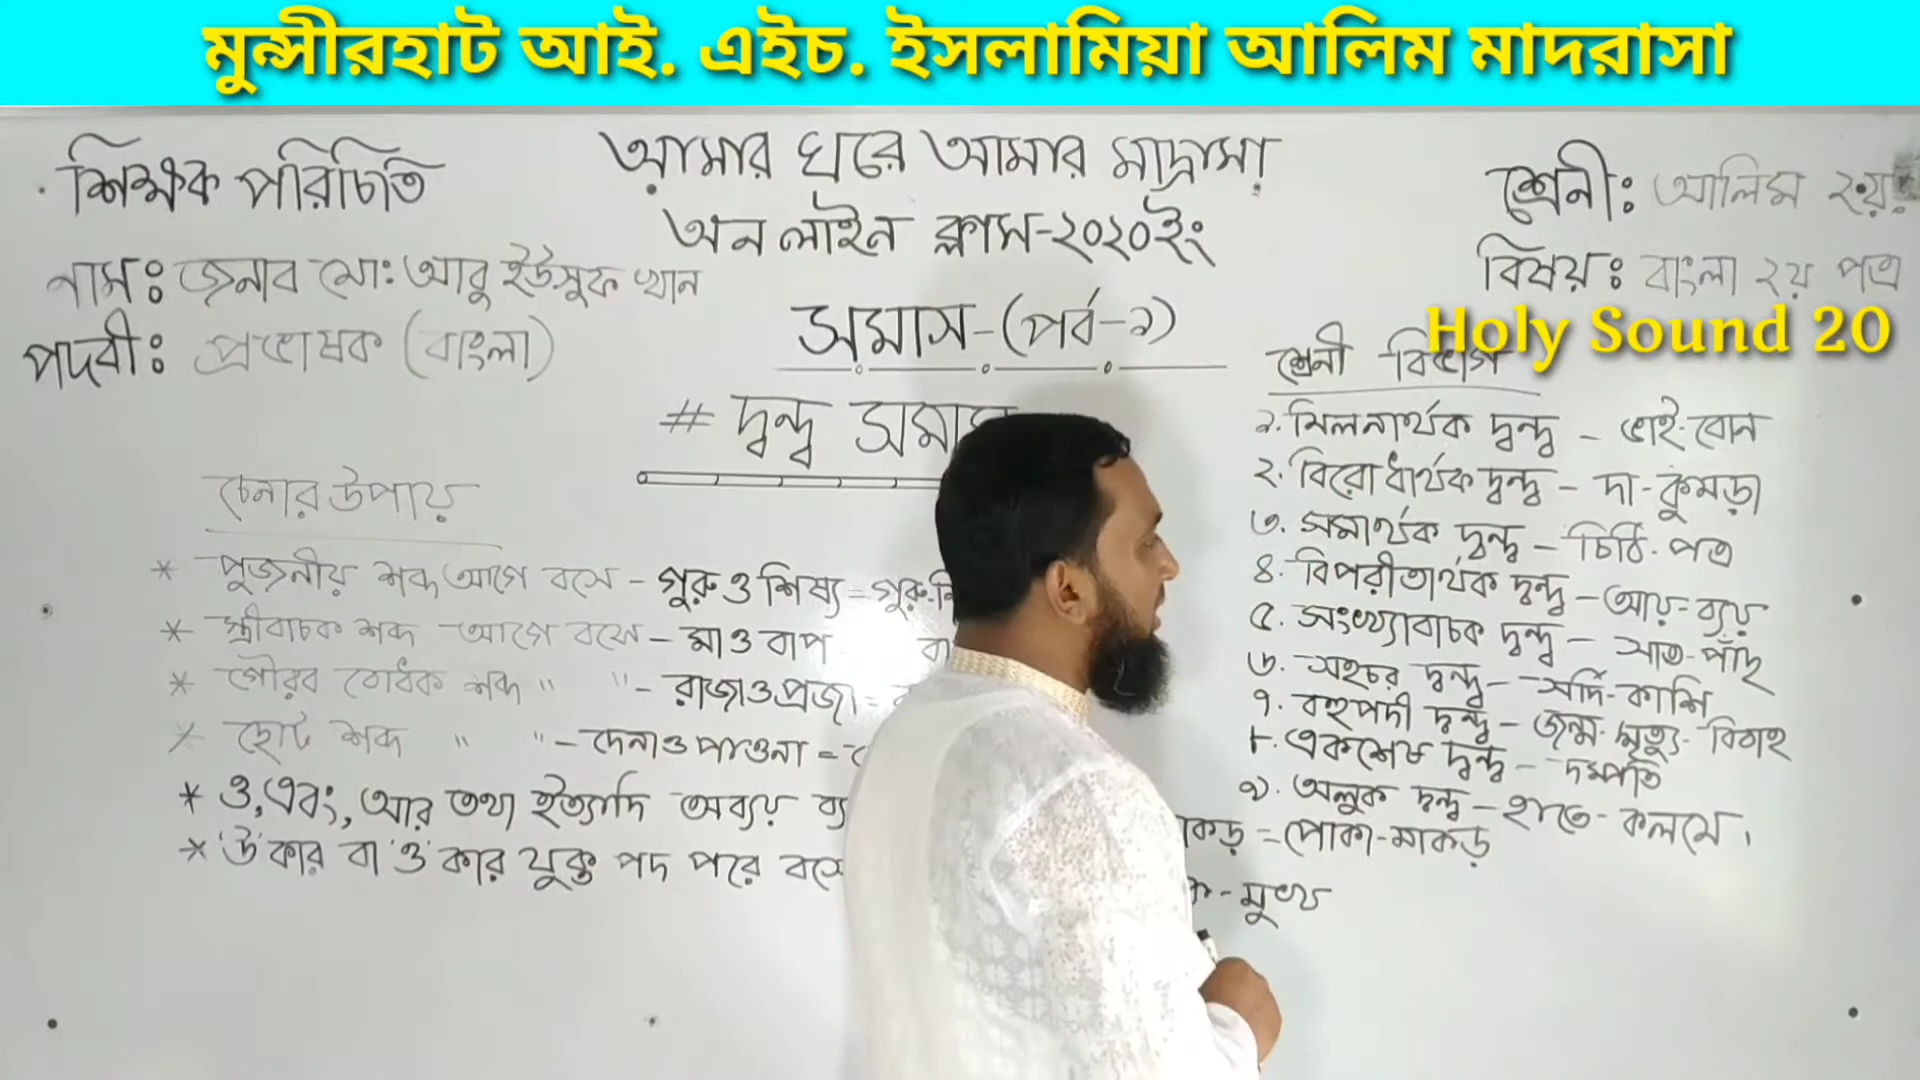 মুন্সীরহাট আই. এইচ. ইসলামিয়া আলিম মাদরাসা
শিক্ষক পরিচিতি
নাম: জনাব মো: আবু ইউসুফ খান
পদবী: প্রভাষক (বাংলা)
আমার ঘরে আমার মাদ্রাসা
অনলাইন ক্লাস-২০২০ইং
সমাস-(পর্ব-১)
# দ্বন্দ্ব সমাস
শ্রেনী: আলিম ২য়
বিষয়: বাংলা ২য় পত্র
Holy Sound 20
চেনার উপায়
* পুজনীয় শব্দ আগে বসে - গুরু ও শিষ্য = গুরু-শি
* স্ত্রীবাচক শব্দ আগে বসে - মা ও বাপ বা
* গৌরব বোধক শব্দ " " - রাজা ও প্রজা =
* ছোট শব্দ " " - দেনা ও পাওনা =
* ও, এবং, আর তথা ইত্যাদি অব্যয় ব্য
* 'উ' কার বা 'ও' কার যুক্ত পদ পরে বসে
শ্রেনী বিভাগ
১. মিলনার্থক দ্বন্দ্ব - ভাই-বোন
২. বিরোধার্থক দ্বন্দ্ব - দা-কুমড়া
৩. সমার্থক দ্বন্দ্ব - চিঠি-পত্র
৪. বিপরীতার্থক দ্বন্দ্ব - আয়-ব্যয়
৫. সংখ্যাবাচক দ্বন্দ্ব - সাত-পাঁচ
৬. সহচর দ্বন্দ্ব - সর্দি-কাশি
৭. বহুপদী দ্বন্দ্ব - জন্ম-মৃত্যু-বিবাহ
৮. একশেষ দ্বন্দ্ব - দম্পতি
৯. অলুক দ্বন্দ্ব - হাতে-কলমে।
াকড় = পোকা-মাকড়
ক-মুখ্য